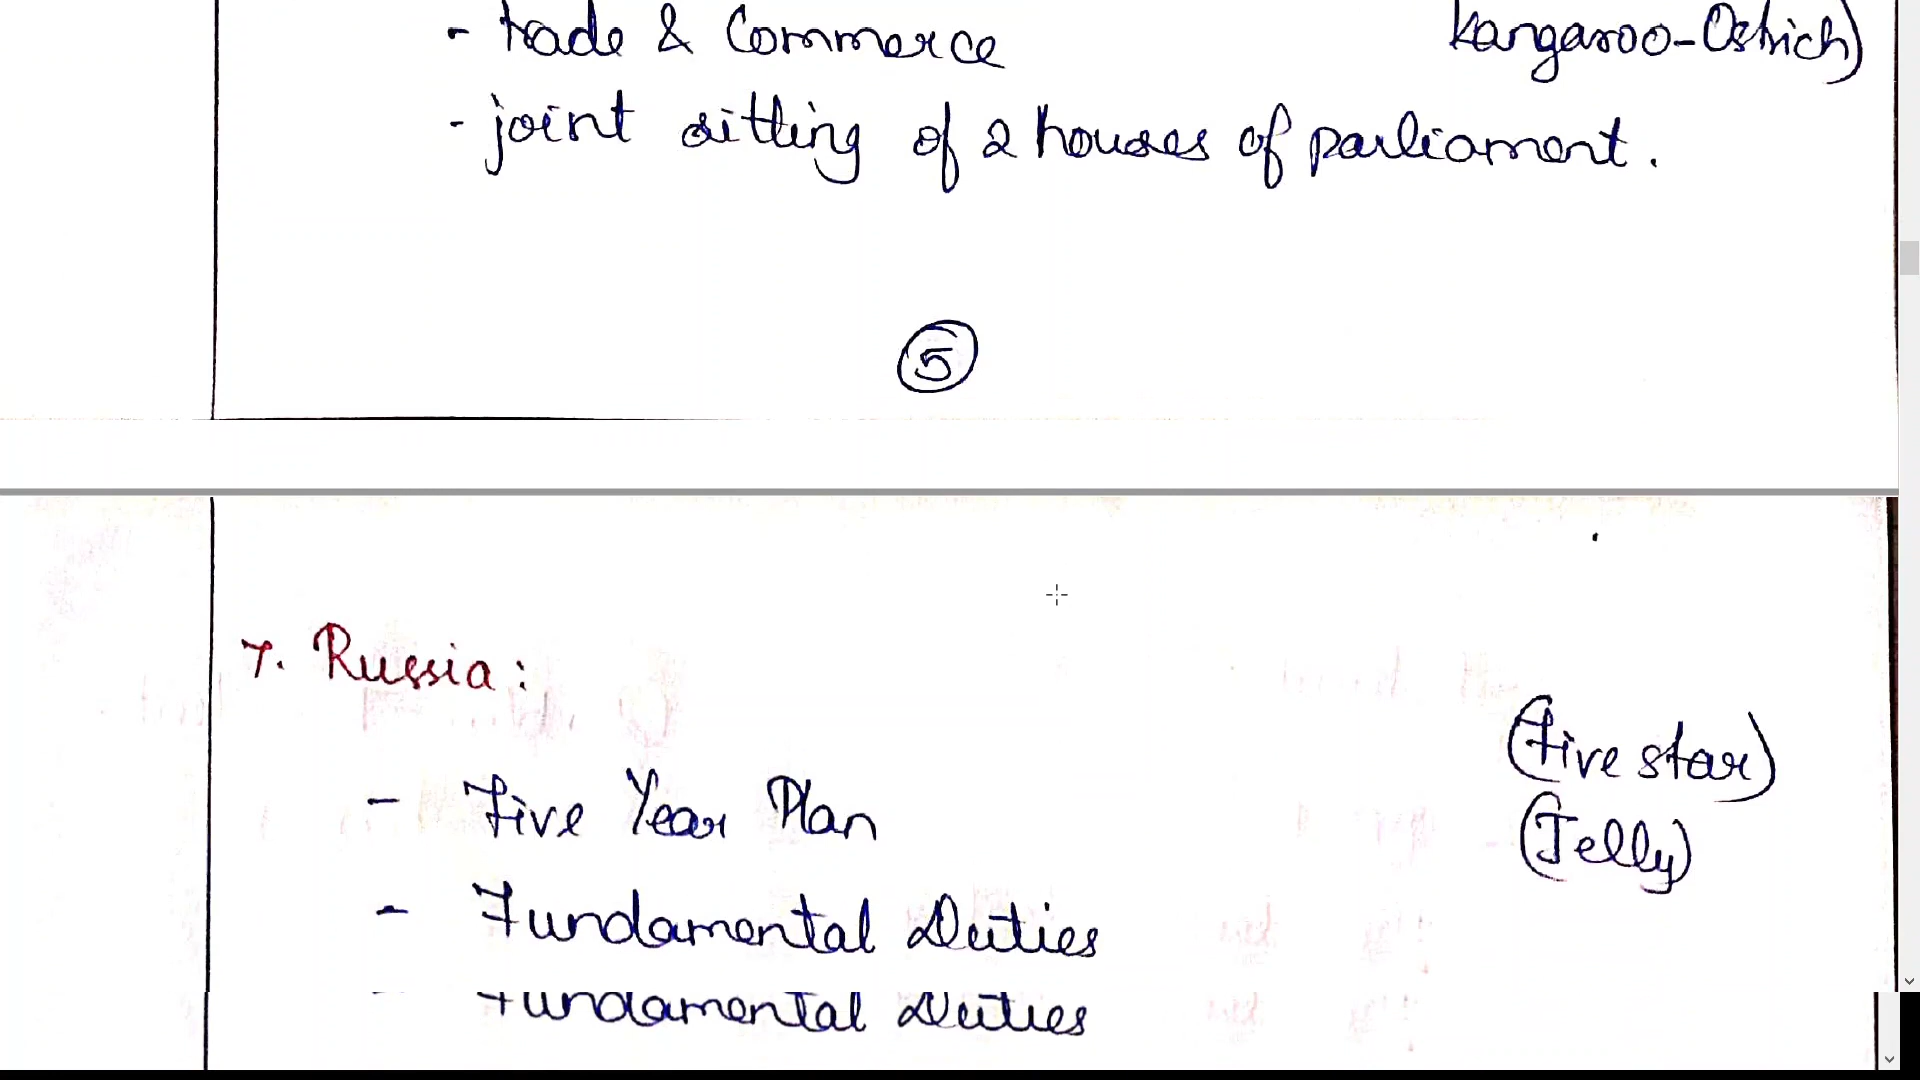 - trade & Commerce kangaroo-Ostrich)
- joint sitting of 2 houses of parliament.
5
7. Russia:
(Five star)
- Five Year Plan
(Jelly)
- Fundamental Duties
- Fundamental Duties